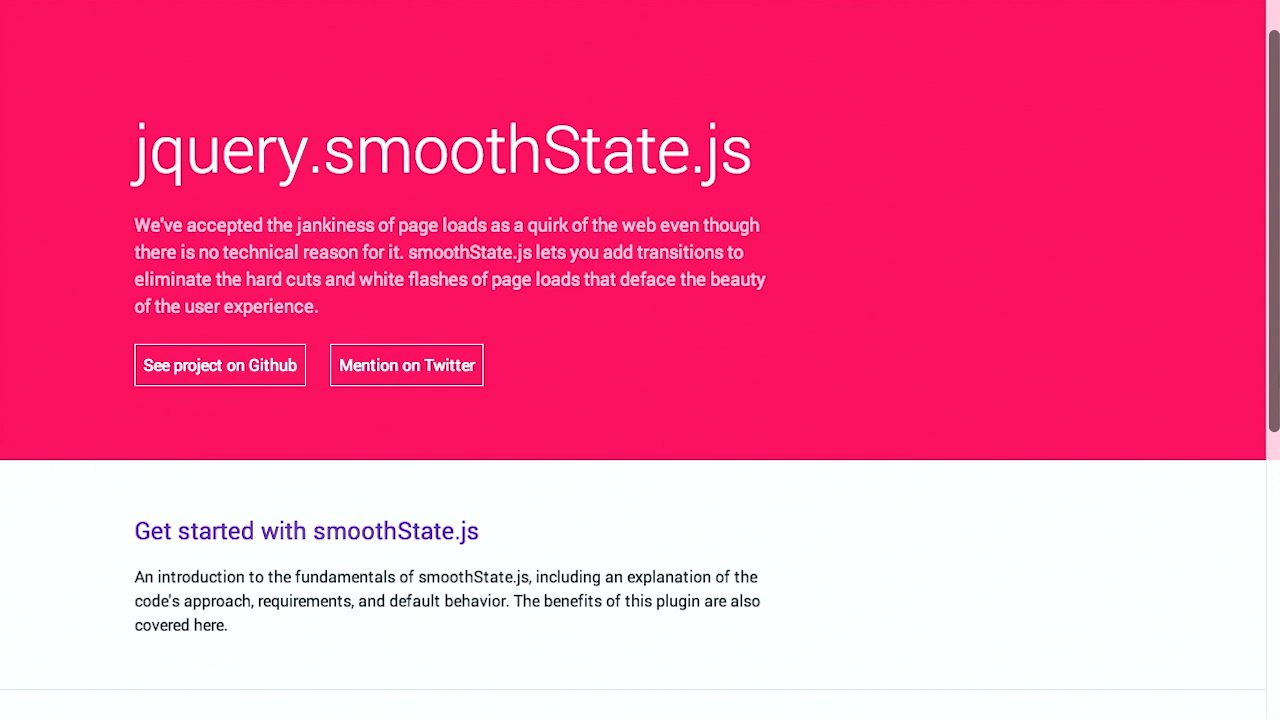 jquery.smoothState.js
We've accepted the jankiness of page loads as a quirk of the web even though
there is no technical reason for it. smoothState.js lets you add transitions to
eliminate the hard cuts and white flashes of page loads that deface the beauty
of the user experience.
See project on Github
Mention on Twitter
Get started with smoothState.js
An introduction to the fundamentals of smoothState.js, including an explanation of the
code's approach, requirements, and default behavior. The benefits of this plugin are also
covered here.